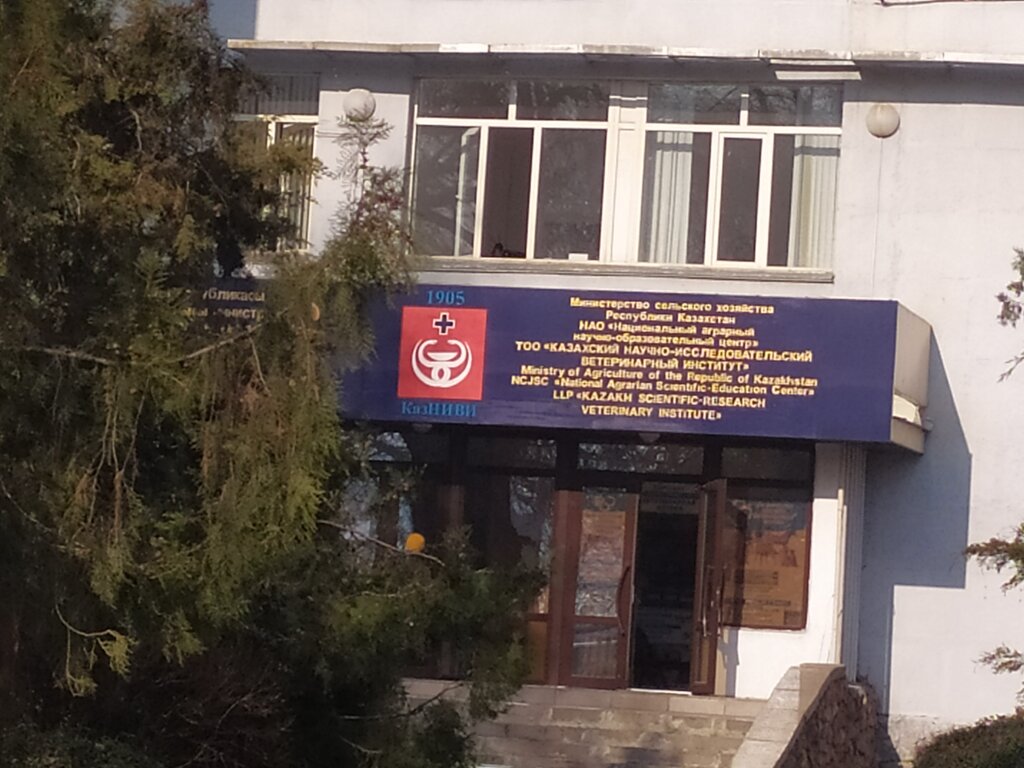 1905
КазНИВИ
Министерство сельского хозяйства
Республики Казахстан
НАО «Национальный аграрный
научно-образовательный центр»
ТОО «КАЗАХСКИЙ НАУЧНО-ИССЛЕДОВАТЕЛЬСКИЙ
ВЕТЕРИНАРНЫЙ ИНСТИТУТ»
Ministry of Agriculture of the Republic of Kazakhstan
NCJSC «National Agrarian Scientific-Education Center»
LLP «KAZAKH SCIENTIFIC-RESEARCH
VETERINARY INSTITUTE»